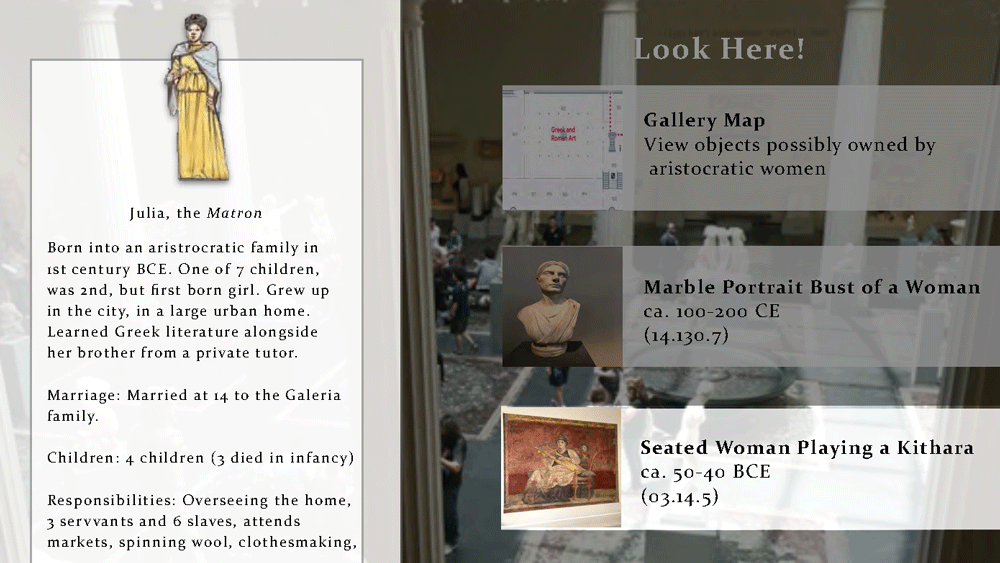 Julia, the Matron
Born into an aristrocratic family in
1st century BCE. One of 7 children,
was 2nd, but first born girl. Grew up
in the city, in a large urban home.
Learned Greek literature alongside
her brother from a private tutor.
Marriage: Married at 14 to the Galeria
family.
Children: 4 children (3 died in infancy)
Responsibilities: Overseeing the home,
3 servvants and 6 slaves, attends
markets, spinning wool, clothesmaking,
Look Here!
Greek and
Roman Art
Gallery Map
View objects possibly owned by
aristocratic women
Marble Portrait Bust of a Woman
ca. 100-200 CE
(14.130.7)
Seated Woman Playing a Kithara
ca. 50-40 BCE
(03.14.5)